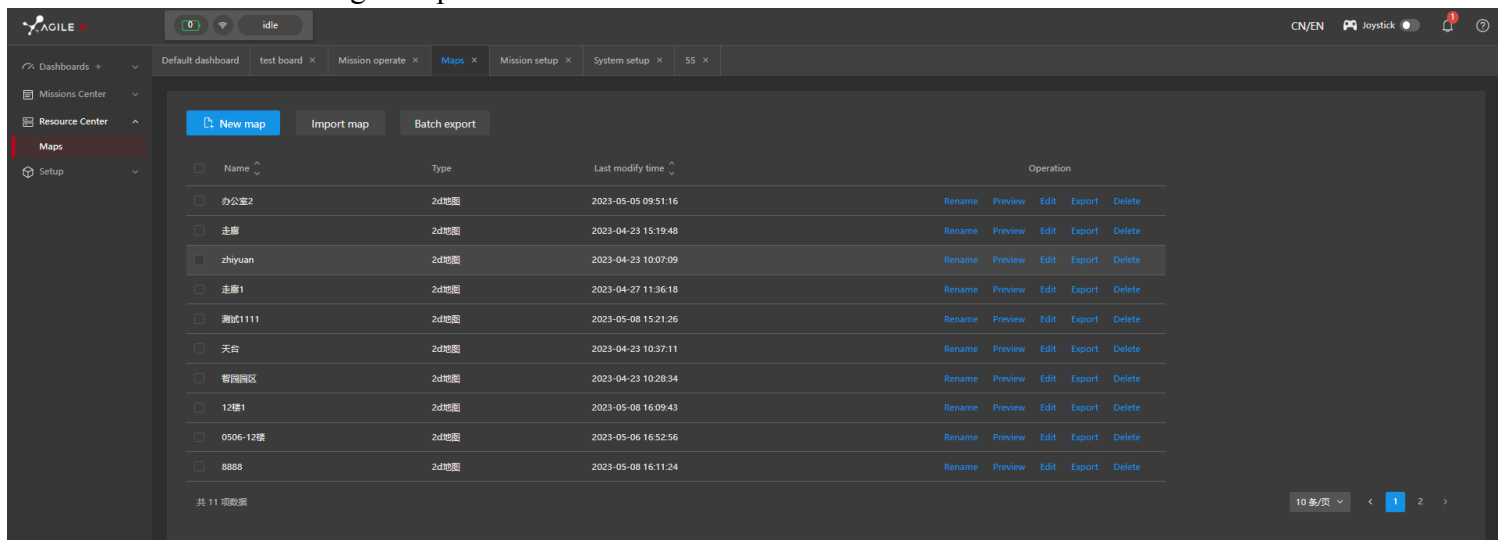 AGILE X
0
idle
CN/EN
Joystick
1
Dashboards +
Missions Center
Resource Center
Maps
Setup
Default dashboard
test board ×
Mission operate ×
Maps ×
Mission setup ×
System setup ×
55 ×
New map
Import map
Batch export
Name Type Last modify time Operation
办公室2 2d地图 2023-05-05 09:51:16 Rename Preview Edit Export Delete
走廊 2d地图 2023-04-23 15:19:48 Rename Preview Edit Export Delete
zhiyuan 2d地图 2023-04-23 10:07:09 Rename Preview Edit Export Delete
走廊1 2d地图 2023-04-27 11:36:18 Rename Preview Edit Export Delete
测试1111 2d地图 2023-05-08 15:21:26 Rename Preview Edit Export Delete
天台 2d地图 2023-04-23 10:37:11 Rename Preview Edit Export Delete
智园园区 2d地图 2023-04-23 10:28:34 Rename Preview Edit Export Delete
12楼1 2d地图 2023-05-08 16:09:43 Rename Preview Edit Export Delete
0506-12楼 2d地图 2023-05-06 16:52:56 Rename Preview Edit Export Delete
8888 2d地图 2023-05-08 16:11:24 Rename Preview Edit Export Delete
共 11 项数据
10 条/页 < 1 2 >